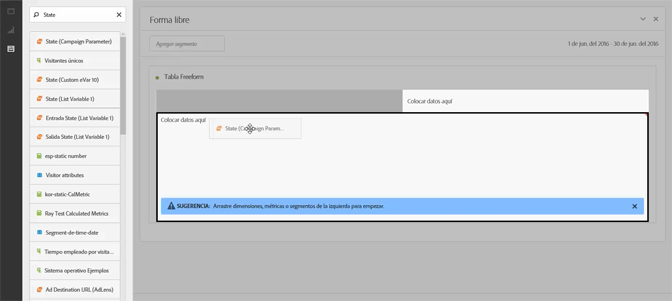 State
State (Campaign Parameter)
Visitantes únicos
State (Custom eVar 10)
State (List Variable 1)
Entrada State (List Variable 1)
Salida State (List Variable 1)
esp-static number
Visitor attributes
kor-static-CalMetric
Ray Test Calculated Metrics
Segment-de-time-date
Tiempo empleado por visita ...
Sistema operativo Ejemplos
Ad Destination URL (AdLens)
Forma libre
Agregar segmento
1 de jun. del 2016 - 30 de jun. del 2016
Tabla Freeform
Colocar datos aquí
Colocar datos aquí
State (Campaign Param...
SUGERENCIA: Arrastre dimensiones, métricas o segmentos de la izquierda para empezar.